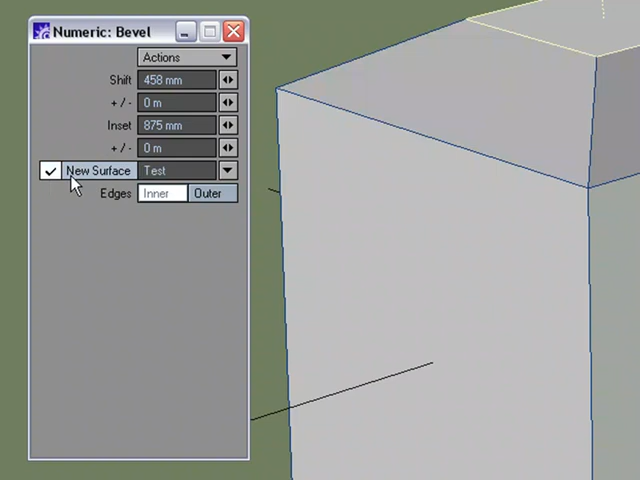 Numeric: Bevel
Actions
Shift 458 mm
+ / - 0 m
Inset 875 mm
+ / - 0 m
New Surface Test
Edges Inner Outer